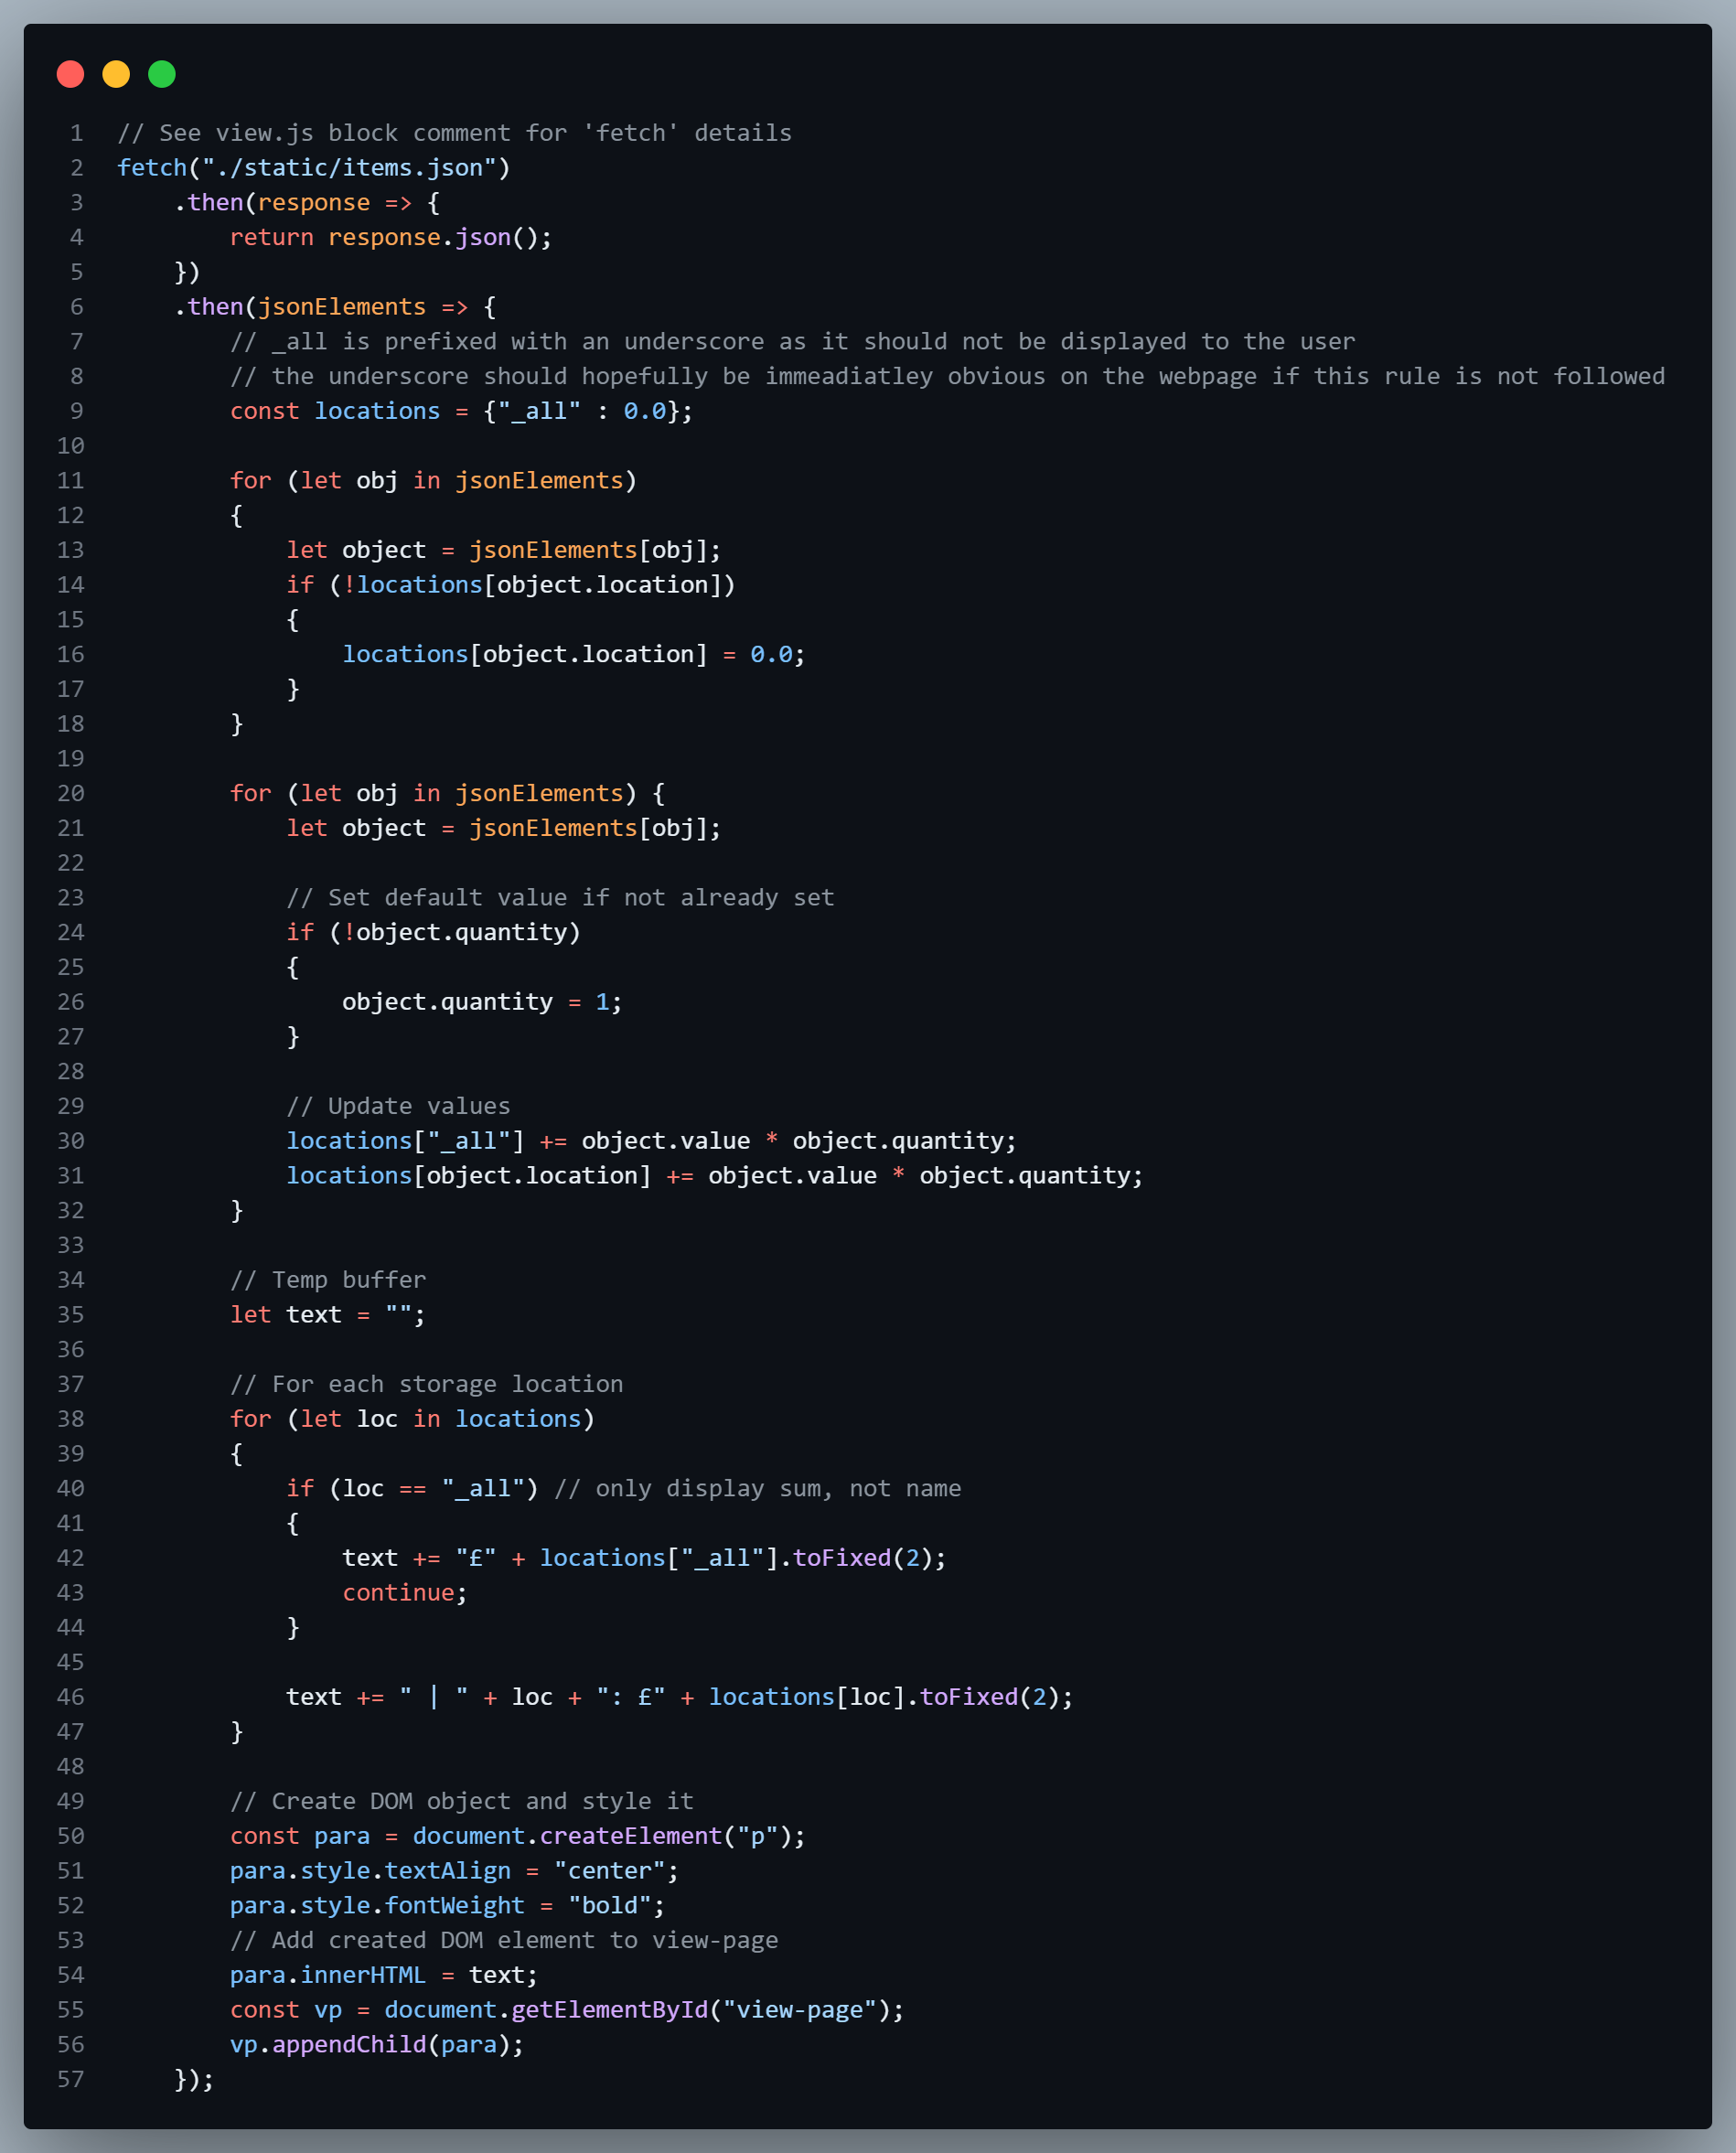 1 // See view.js block comment for 'fetch' details
2 fetch("./static/items.json")
3     .then(response => {
4         return response.json();
5     })
6     .then(jsonElements => {
7         // _all is prefixed with an underscore as it should not be displayed to the user
8         // the underscore should hopefully be immeadiatley obvious on the webpage if this rule is not followed
9         const locations = {"_all" : 0.0};
10
11         for (let obj in jsonElements)
12         {
13             let object = jsonElements[obj];
14             if (!locations[object.location])
15             {
16                 locations[object.location] = 0.0;
17             }
18         }
19
20         for (let obj in jsonElements) {
21             let object = jsonElements[obj];
22
23             // Set default value if not already set
24             if (!object.quantity)
25             {
26                 object.quantity = 1;
27             }
28
29             // Update values
30             locations["_all"] += object.value * object.quantity;
31             locations[object.location] += object.value * object.quantity;
32         }
33
34         // Temp buffer
35         let text = "";
36
37         // For each storage location
38         for (let loc in locations)
39         {
40             if (loc == "_all") // only display sum, not name
41             {
42                 text += "£" + locations["_all"].toFixed(2);
43                 continue;
44             }
45
46             text += " | " + loc + ": £" + locations[loc].toFixed(2);
47         }
48
49         // Create DOM object and style it
50         const para = document.createElement("p");
51         para.style.textAlign = "center";
52         para.style.fontWeight = "bold";
53         // Add created DOM element to view-page
54         para.innerHTML = text;
55         const vp = document.getElementById("view-page");
56         vp.appendChild(para);
57     });